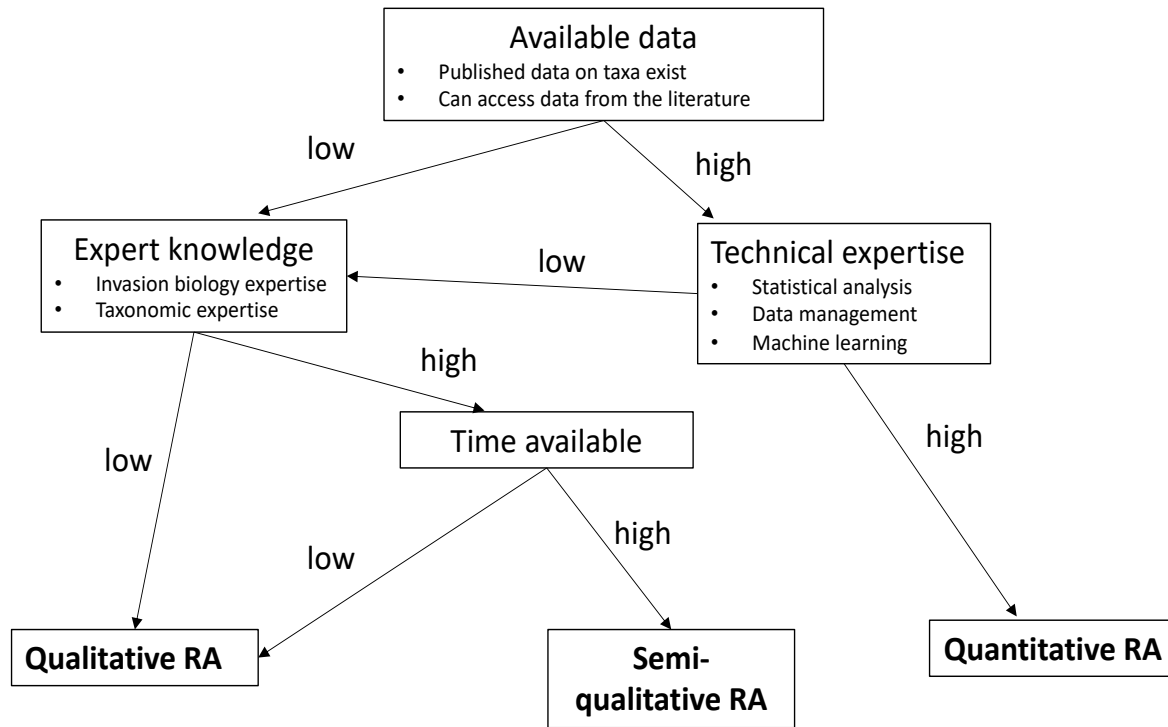 Available data
• Published data on taxa exist
• Can access data from the literature
low
high
Expert knowledge
• Invasion biology expertise
• Taxonomic expertise
low
Technical expertise
• Statistical analysis
• Data management
• Machine learning
high
Time available
low
high
low
high
Qualitative RA
Semi-
qualitative RA
Quantitative RA